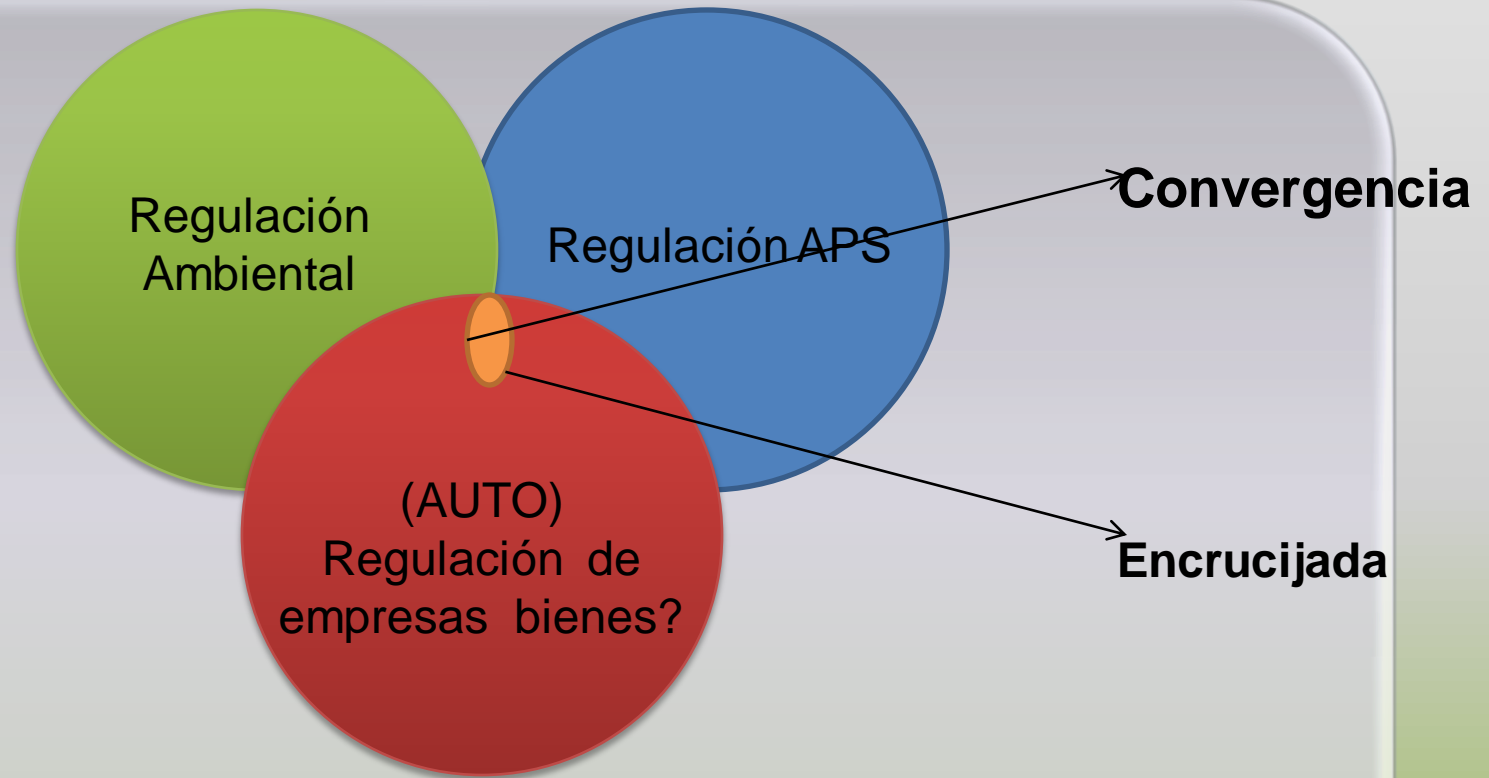 Regulación
Ambiental
Regulación APS
Convergencia
(AUTO)
Regulación de
empresas bienes?
Encrucijada